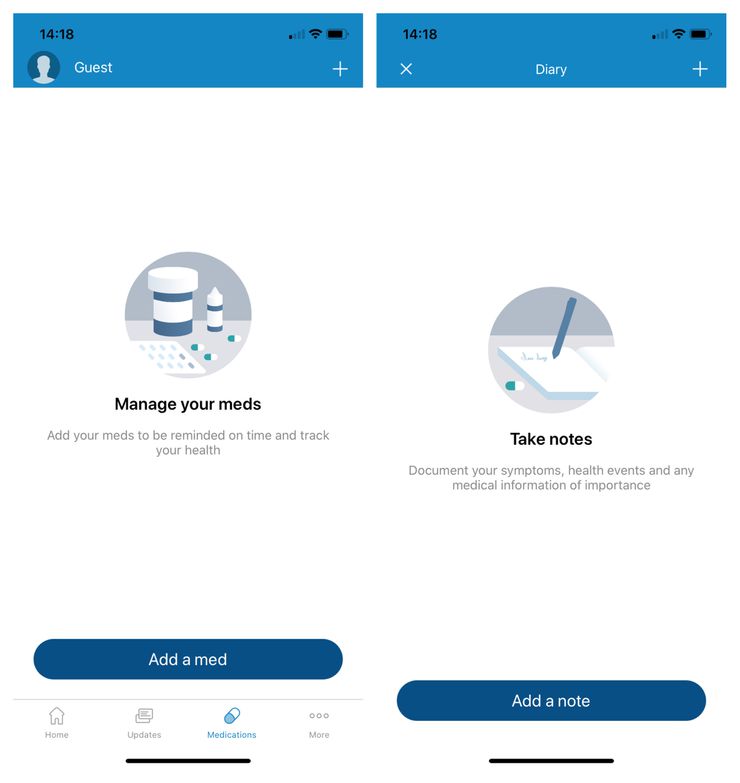 14:18
Guest
Manage your meds
Add your meds to be reminded on time and track
your health
Add a med
Home
Updates
Medications
More
14:18
Diary
Take notes
Document your symptoms, health events and any
medical information of importance
Add a note